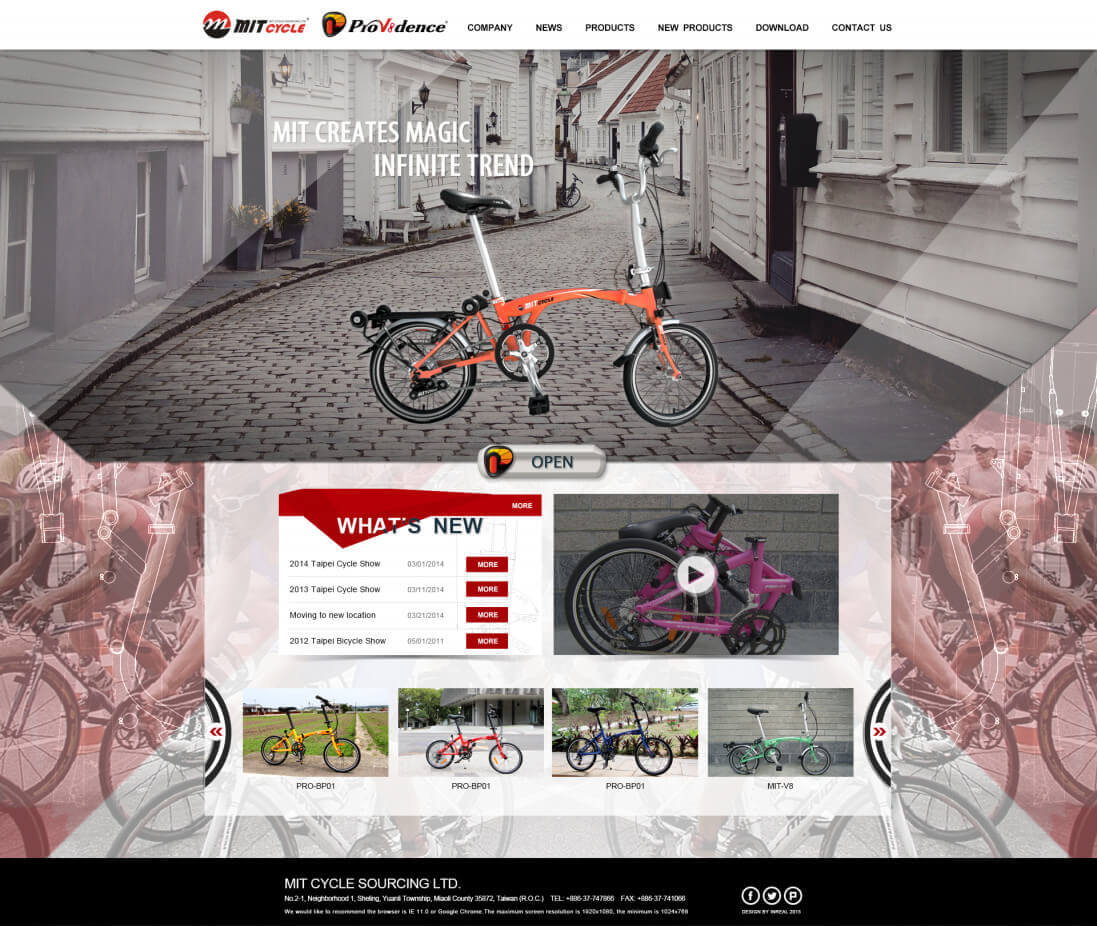 MIT CYCLE ProVidence COMPANY NEWS PRODUCTS NEW PRODUCTS DOWNLOAD CONTACT US
MIT CREATES MAGIC
INFINITE TREND
MIT CYCLE
OPEN
MORE
WHAT'S NEW
2014 Taipei Cycle Show 03/01/2014 MORE
2013 Taipei Cycle Show 03/11/2014 MORE
Moving to new location 03/21/2014 MORE
2012 Taipei Bicycle Show 05/01/2011 MORE
PRO-BP01 PRO-BP01 PRO-BP01 MIT-V8
MIT CYCLE SOURCING LTD.
No.2-1, Neighborhood 1, Sheling, Yuanli Township, Miaoli County 35872, Taiwan (R.O.C.) TEL: +886-37-747866 FAX: +886-37-741066
We would like to recommend the browser is IE 11.0 or Google Chrome.The maximum screen resolution is 1920x1080, the minimum is 1024x768
DESIGN BY INREAL 2015